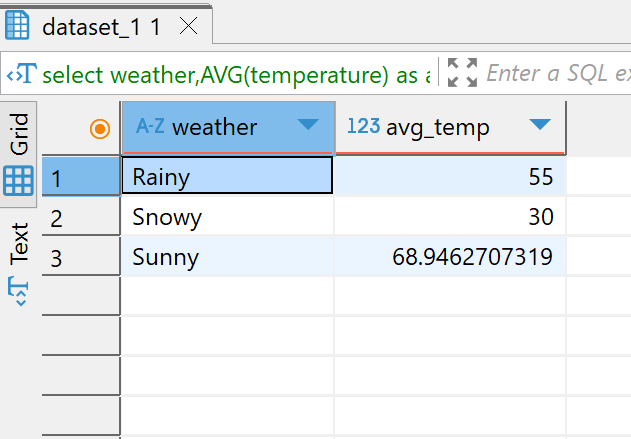 dataset_1 1
select weather,AVG(temperature) as a
Enter a SQL ex
Grid
Text
A-Z weather
123 avg_temp
1 Rainy 55
2 Snowy 30
3 Sunny 68.9462707319